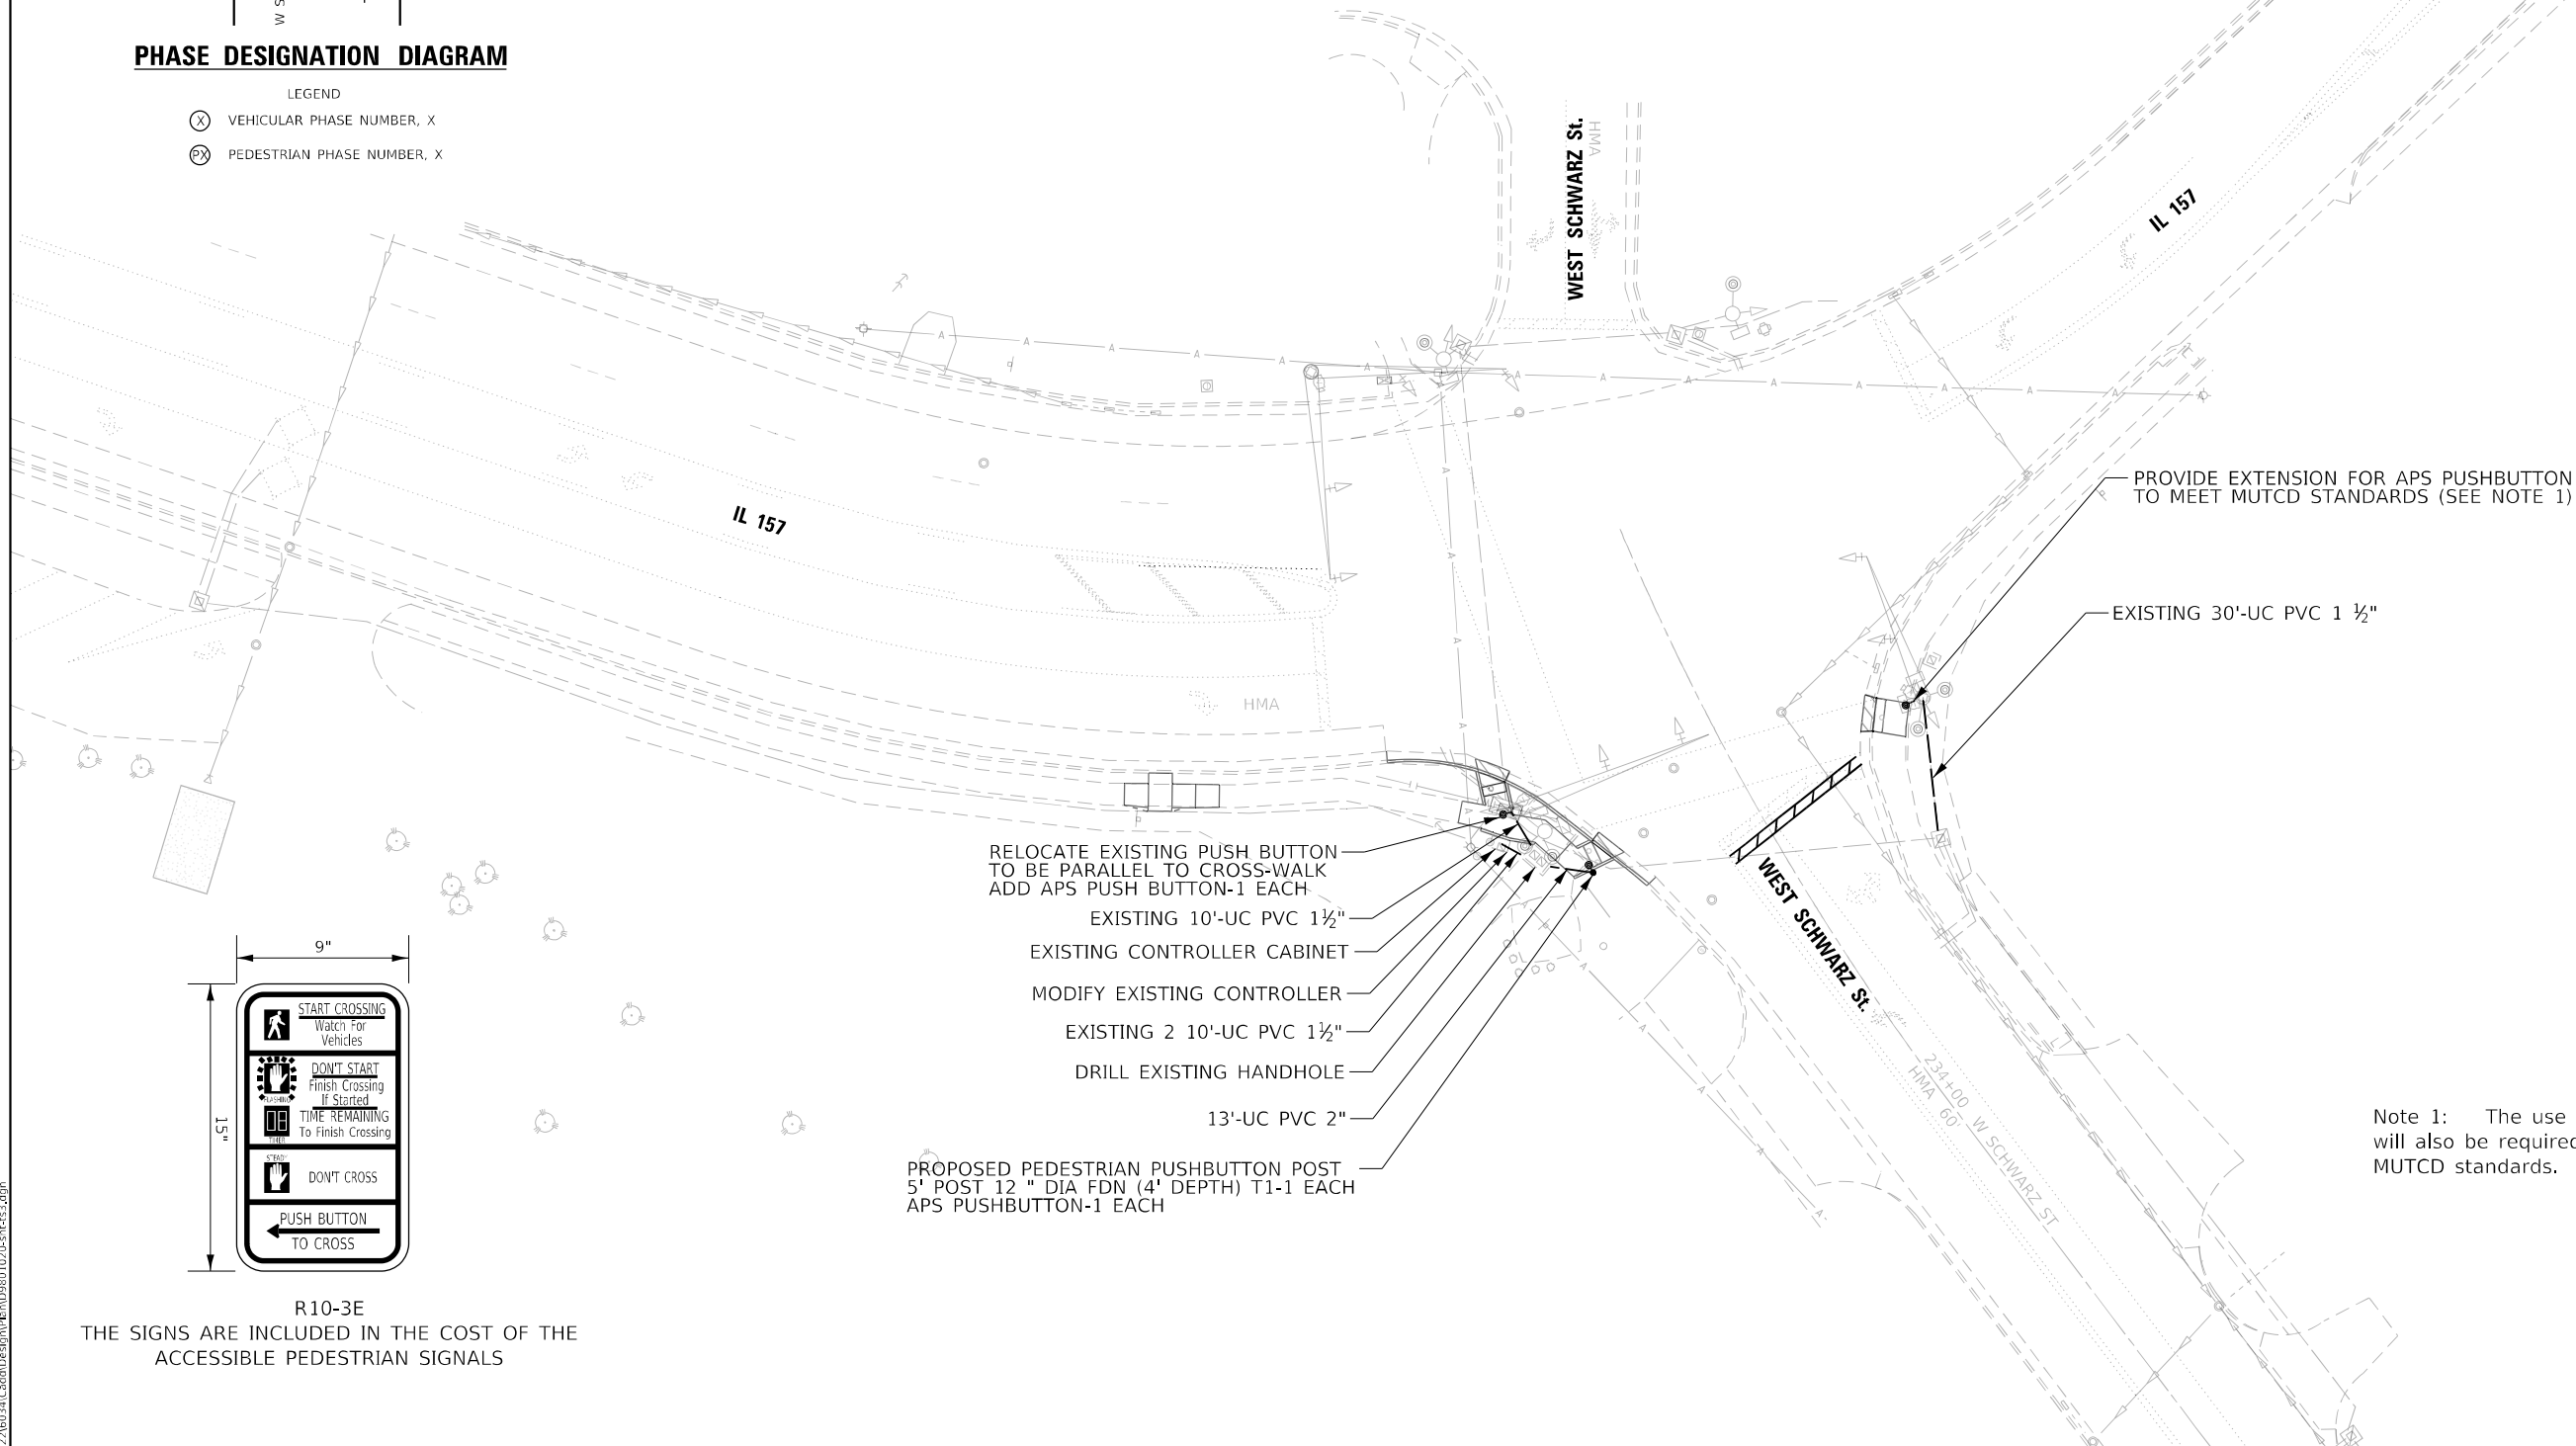 W S
PHASE DESIGNATION DIAGRAM
LEGEND
X VEHICULAR PHASE NUMBER, X
PX PEDESTRIAN PHASE NUMBER, X
WEST SCHWARZ St.
HMA
IL 157
IL 157
HMA
PROVIDE EXTENSION FOR APS PUSHBUTTON
TO MEET MUTCD STANDARDS (SEE NOTE 1)
EXISTING 30'-UC PVC 1 ½"
RELOCATE EXISTING PUSH BUTTON
TO BE PARALLEL TO CROSS-WALK
ADD APS PUSH BUTTON-1 EACH
EXISTING 10'-UC PVC 1½"
EXISTING CONTROLLER CABINET
MODIFY EXISTING CONTROLLER
EXISTING 2 10'-UC PVC 1½"
DRILL EXISTING HANDHOLE
13'-UC PVC 2"
PROPOSED PEDESTRIAN PUSHBUTTON POST
5' POST 12 " DIA FDN (4' DEPTH) T1-1 EACH
APS PUSHBUTTON-1 EACH
WEST SCHWARZ St.
234+00 W SCHWARZ ST
HMA 60'
Note 1: The use
will also be required
MUTCD standards.
9"
15"
START CROSSING
Watch For
Vehicles
DON'T START
Finish Crossing
If Started
FLASHING
TIME REMAINING
To Finish Crossing
TIMER
STEADY
DON'T CROSS
PUSH BUTTON
TO CROSS
R10-3E
THE SIGNS ARE INCLUDED IN THE COST OF THE
ACCESSIBLE PEDESTRIAN SIGNALS